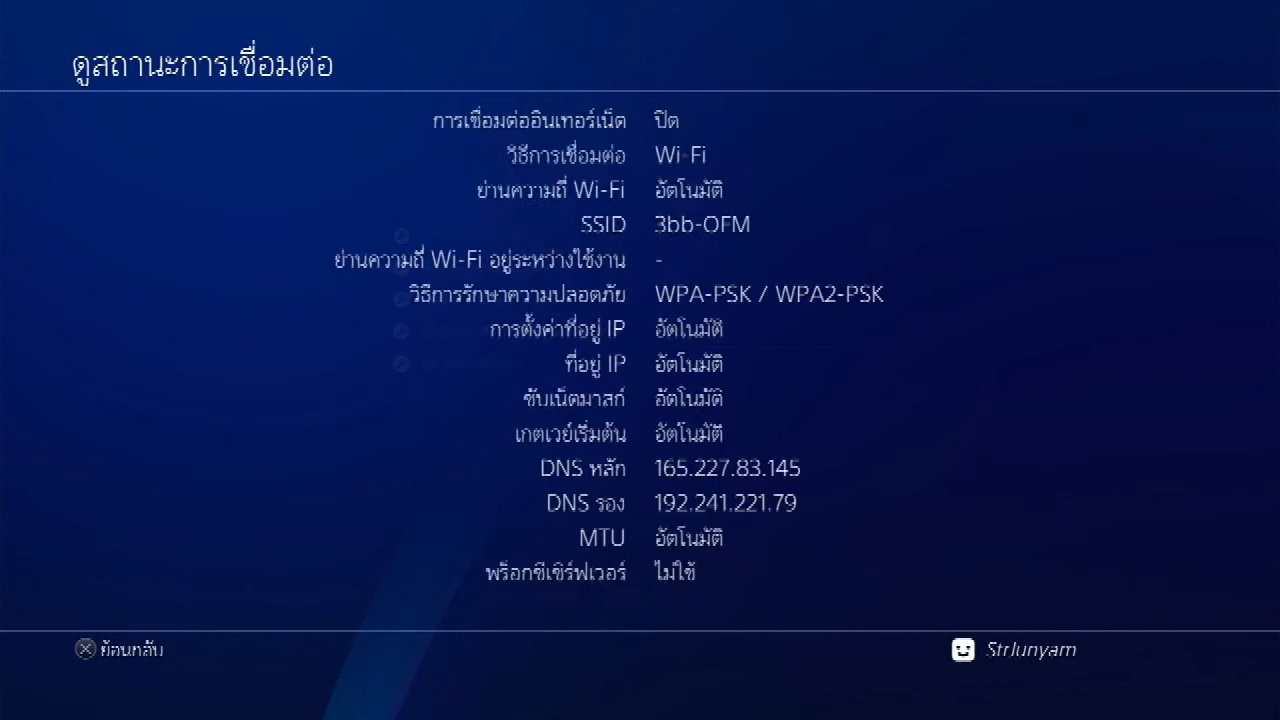 ดูสถานะการเชื่อมต่อ
การเชื่อมต่ออินเทอร์เน็ต ปิด
วิธีการเชื่อมต่อ Wi-Fi
ย่านความถี่ Wi-Fi อัตโนมัติ
SSID 3bb-OFM
ย่านความถี่ Wi-Fi อยู่ระหว่างใช้งาน -
วิธีการรักษาความปลอดภัย WPA-PSK / WPA2-PSK
การตั้งค่าที่อยู่ IP อัตโนมัติ
ที่อยู่ IP อัตโนมัติ
ซับเน็ตมาสก์ อัตโนมัติ
เกตเวย์เริ่มต้น อัตโนมัติ
DNS หลัก 165.227.83.145
DNS รอง 192.241.221.79
MTU อัตโนมัติ
พร็อกซีเซิร์ฟเวอร์ ไม่ใช้
ย้อนกลับ StrJunyam